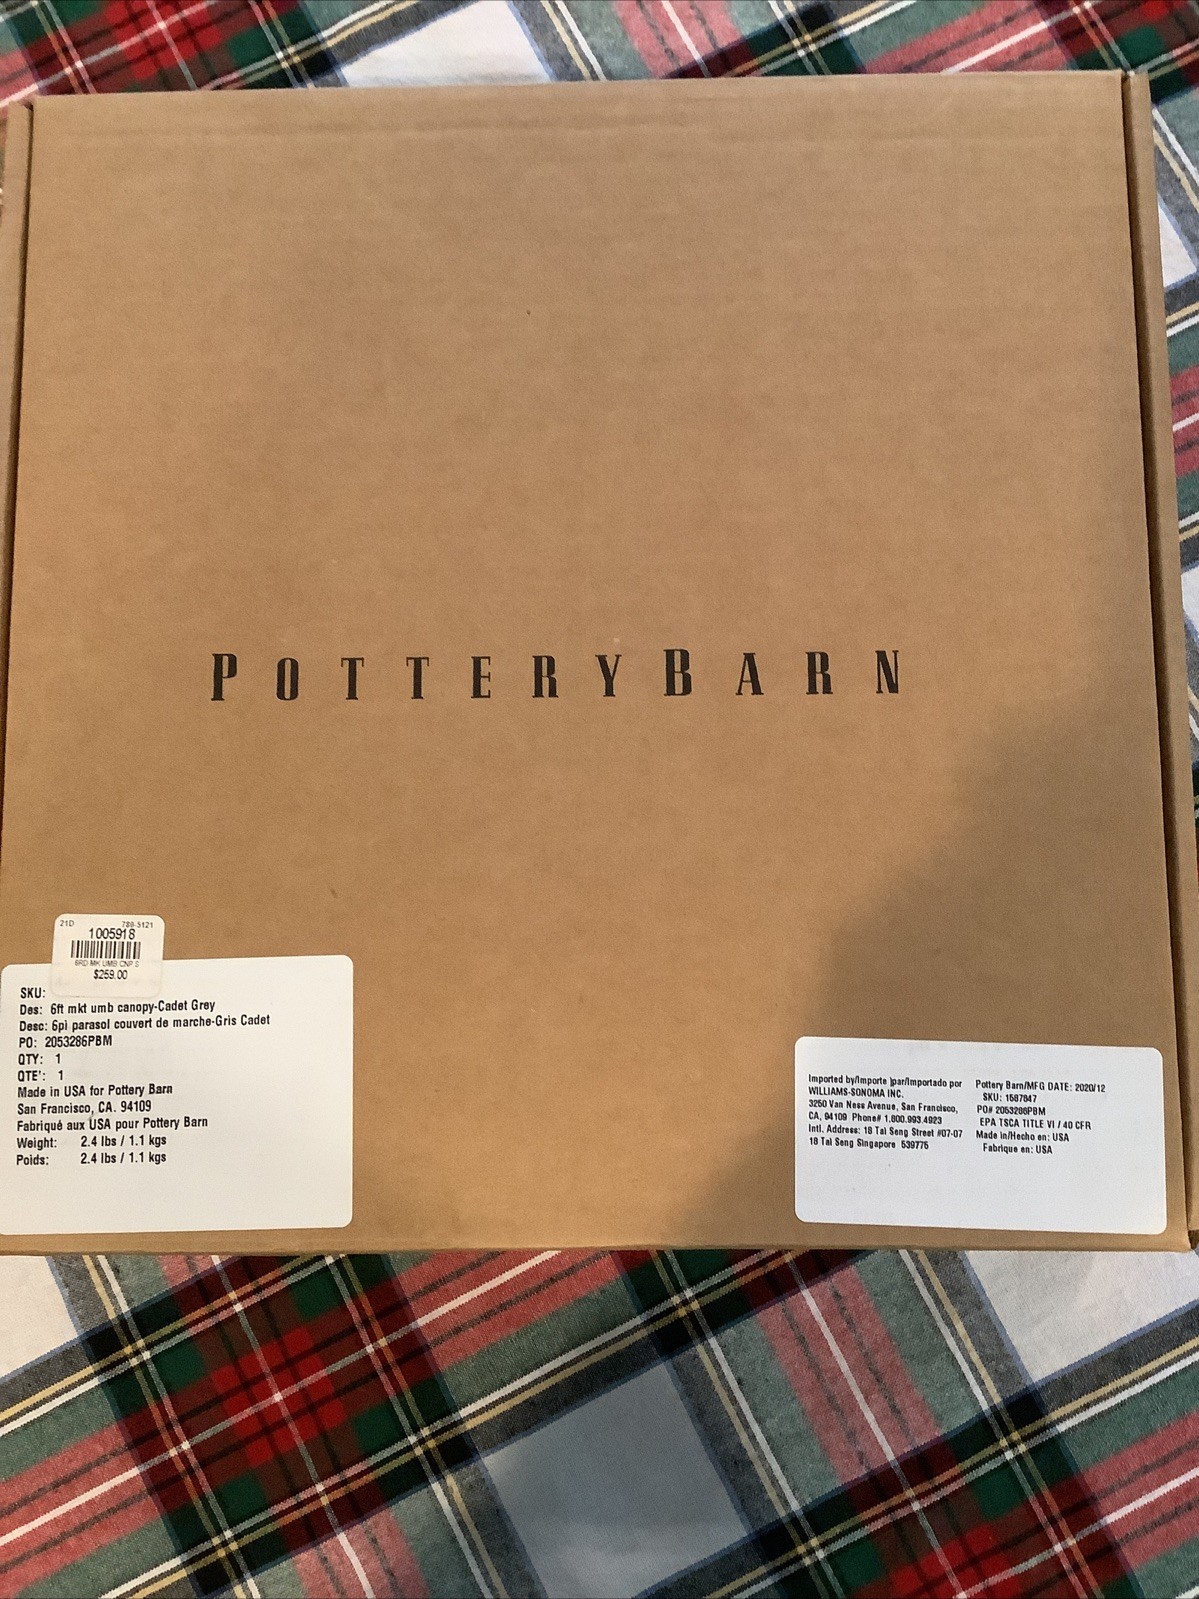 POTTERYBARN
21D 788-5121
1005918
6RD MK UMB CNP S
$259.00
SKU:
Des: 6ft mkt umb canopy-Cadet Grey
Desc: 6pi parasol couvert de marche-Gris Cadet
PO: 2053286PBM
QTY: 1
QTE': 1
Made in USA for Pottery Barn
San Francisco, CA. 94109
Fabriqué aux USA pour Pottery Barn
Weight: 2.4 lbs / 1.1 kgs
Poids: 2.4 lbs / 1.1 kgs
Imported by/Importe )par/Importado por
WILLIAMS-SONOMA INC.
3250 Van Ness Avenue, San Francisco,
CA, 94109 Phone# 1.800.993.4923
Intl. Address: 18 Tai Seng Street #07-07
18 Tai Seng Singapore 539775
Pottery Barn/MFG DATE: 2020/12
SKU: 1587847
PO# 2053286PBM
EPA TSCA TITLE VI / 40 CFR
Made in/Hecho en: USA
Fabrique en: USA